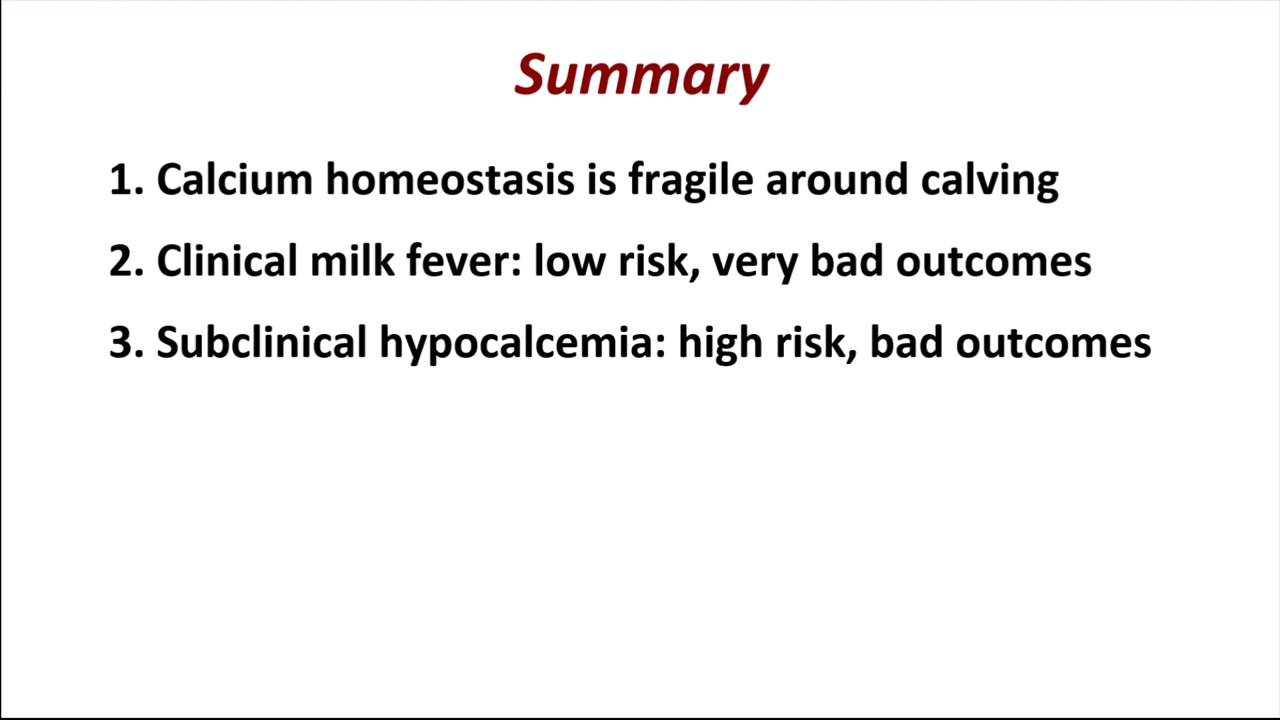 Summary
1. Calcium homeostasis is fragile around calving
2. Clinical milk fever: low risk, very bad outcomes
3. Subclinical hypocalcemia: high risk, bad outcomes